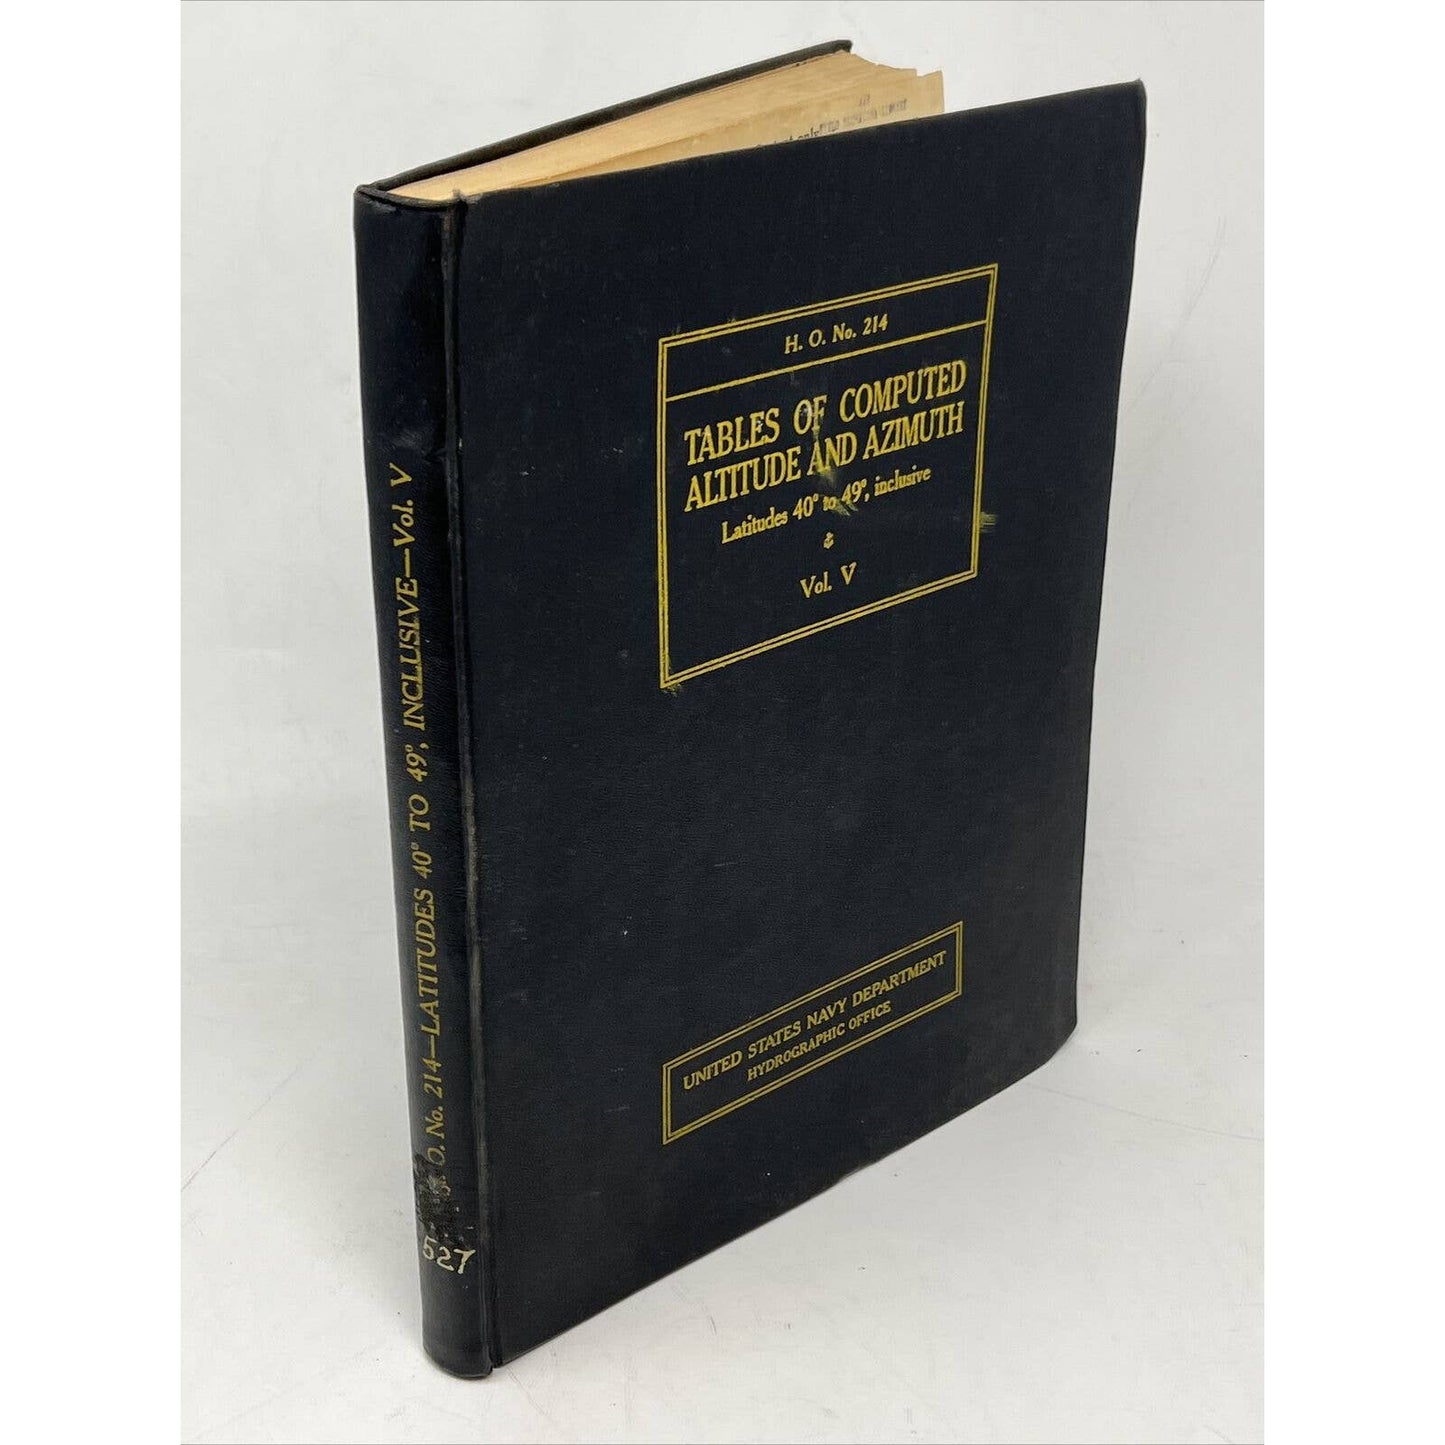 H. O. No. 214
TABLES OF COMPUTED
ALTITUDE AND AZIMUTH
Latitudes 40° to 49°, inclusive
Vol. V
UNITED STATES NAVY DEPARTMENT
HYDROGRAPHIC OFFICE
O. No. 214—LATITUDES 40° TO 49°, INCLUSIVE—Vol. V
527